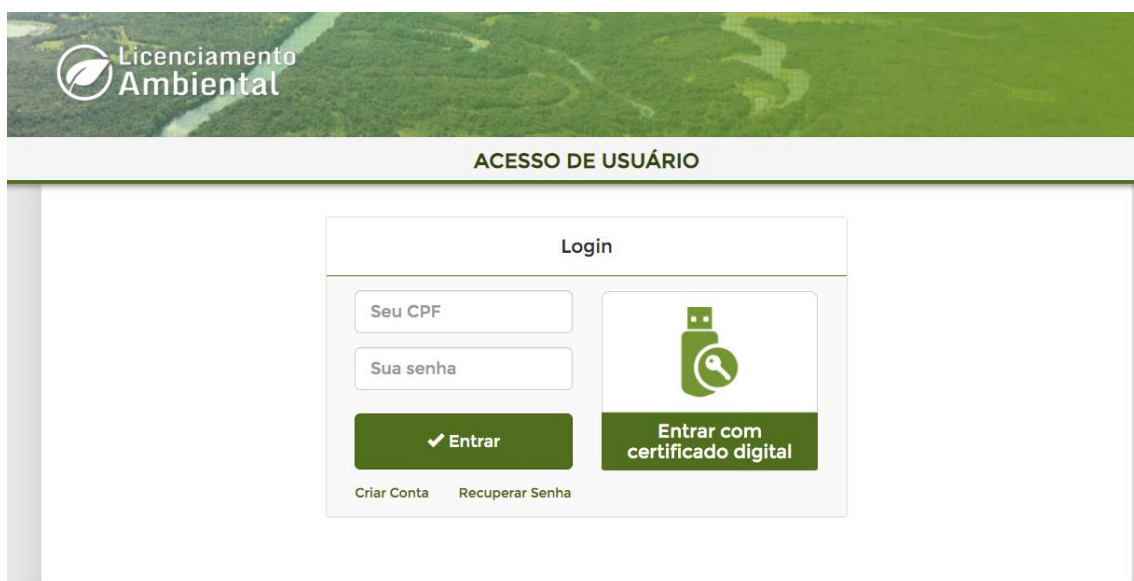 Licenciamento
Ambiental
ACESSO DE USUÁRIO
Login
Seu CPF
Sua senha
Entrar
Entrar com
certificado digital
Criar Conta
Recuperar Senha